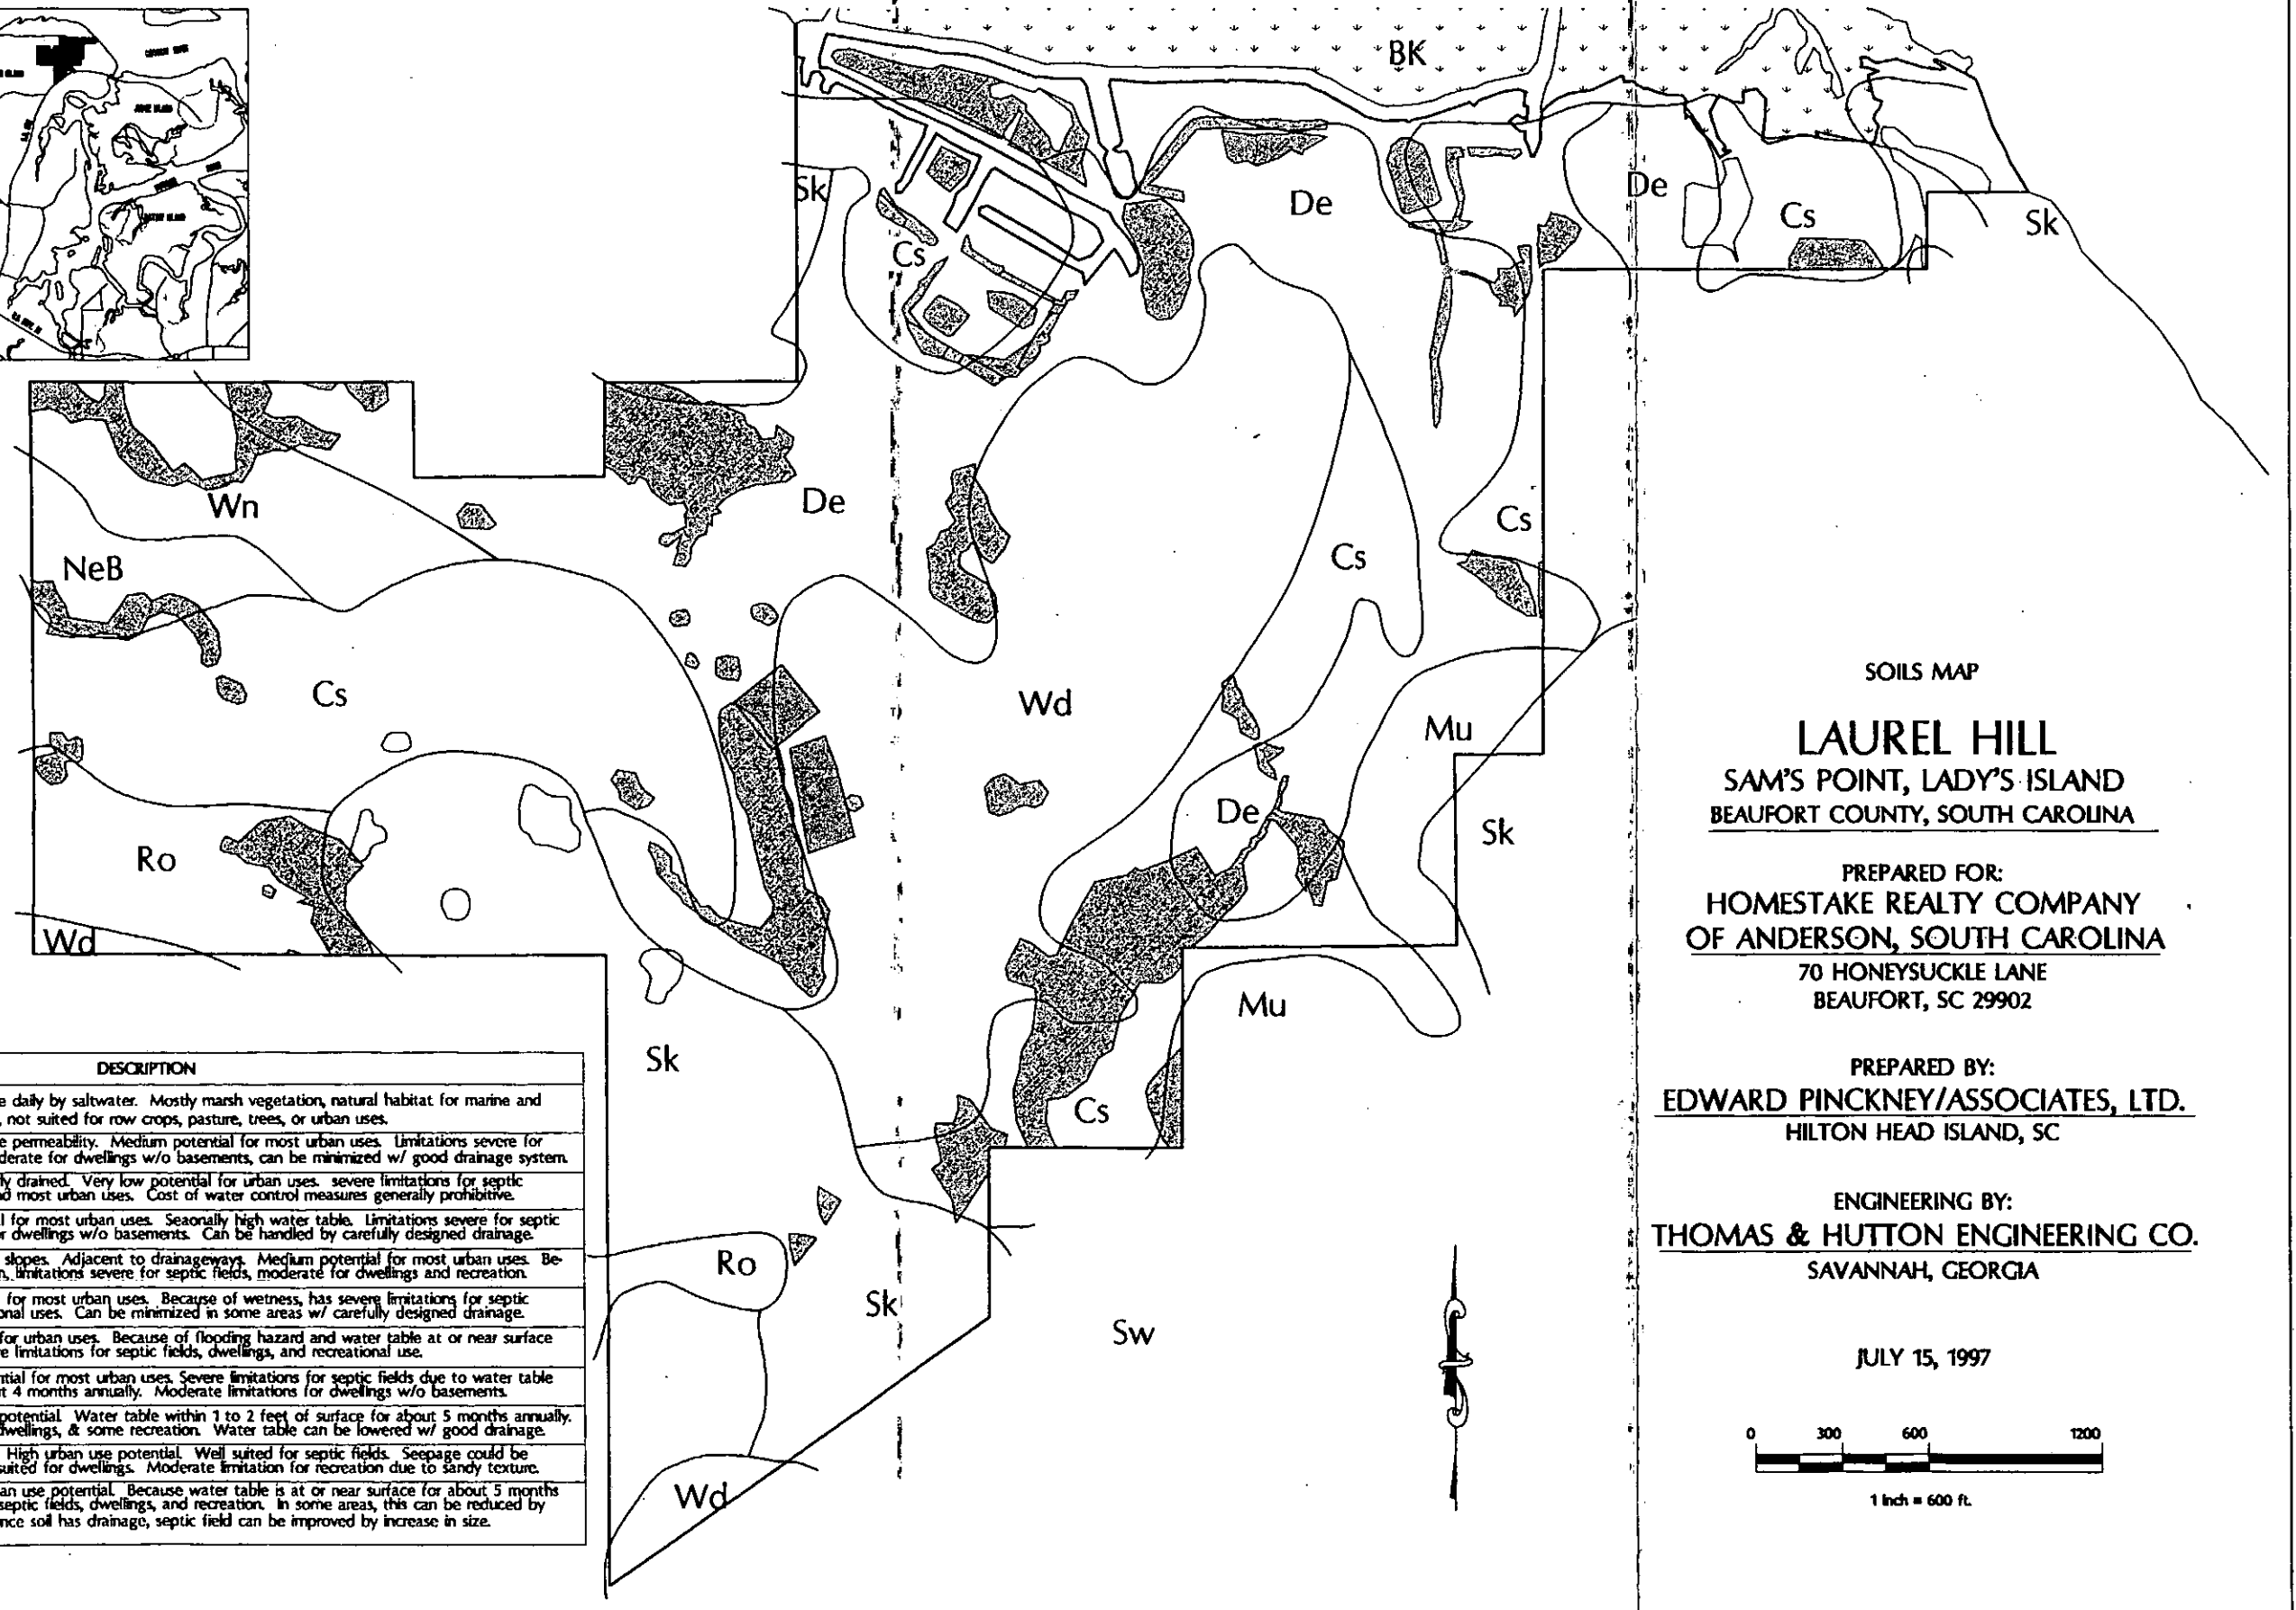 BK
Sk
De
De
Cs
Sk
Cs
Wn
De
Cs
NeB
Cs
Cs
Wd
Mu
De
Sk
Ro
Wd
Mu
Sk
Cs
Ro
Sk
Sw
Wd
SOILS MAP
LAUREL HILL
SAM'S POINT, LADY'S ISLAND
BEAUFORT COUNTY, SOUTH CAROLINA
PREPARED FOR:
HOMESTAKE REALTY COMPANY
OF ANDERSON, SOUTH CAROLINA
70 HONEYSUCKLE LANE
BEAUFORT, SC 29902
PREPARED BY:
EDWARD PINCKNEY/ASSOCIATES, LTD.
HILTON HEAD ISLAND, SC
ENGINEERING BY:
THOMAS & HUTTON ENGINEERING CO.
SAVANNAH, GEORGIA
JULY 15, 1997
0 300 600 1200
1 inch = 600 ft.
DESCRIPTION
e daily by saltwater. Mostly marsh vegetation, natural habitat for marine and
, not suited for row crops, pasture, trees, or urban uses.
e permeability. Medium potential for most urban uses. Limitations severe for
derate for dwellings w/o basements, can be minimized w/ good drainage system.
ly drained. Very low potential for urban uses. severe limitations for septic
d most urban uses. Cost of water control measures generally prohibitive.
l for most urban uses. Seaonally high water table. Limitations severe for septic
r dwellings w/o basements. Can be handled by carefully designed drainage.
slopes. Adjacent to drainageways. Medium potential for most urban uses. Be-
n, limitations severe for septic fields, moderate for dwellings and recreation.
for most urban uses. Because of wetness, has severe limitations for septic
onal uses. Can be minimized in some areas w/ carefully designed drainage.
for urban uses. Because of flooding hazard and water table at or near surface
e limitations for septic fields, dwellings, and recreational use.
ntial for most urban uses. Severe limitations for septic fields due to water table
t 4 months annually. Moderate limitations for dwellings w/o basements.
potential. Water table within 1 to 2 feet of surface for about 5 months annually.
dwellings, & some recreation. Water table can be lowered w/ good drainage.
High urban use potential. Well suited for septic fields. Seepage could be
suited for dwellings. Moderate limitation for recreation due to sandy texture.
an use potential. Because water table is at or near surface for about 5 months
septic fields, dwellings, and recreation. In some areas, this can be reduced by
nce soil has drainage, septic field can be improved by increase in size.